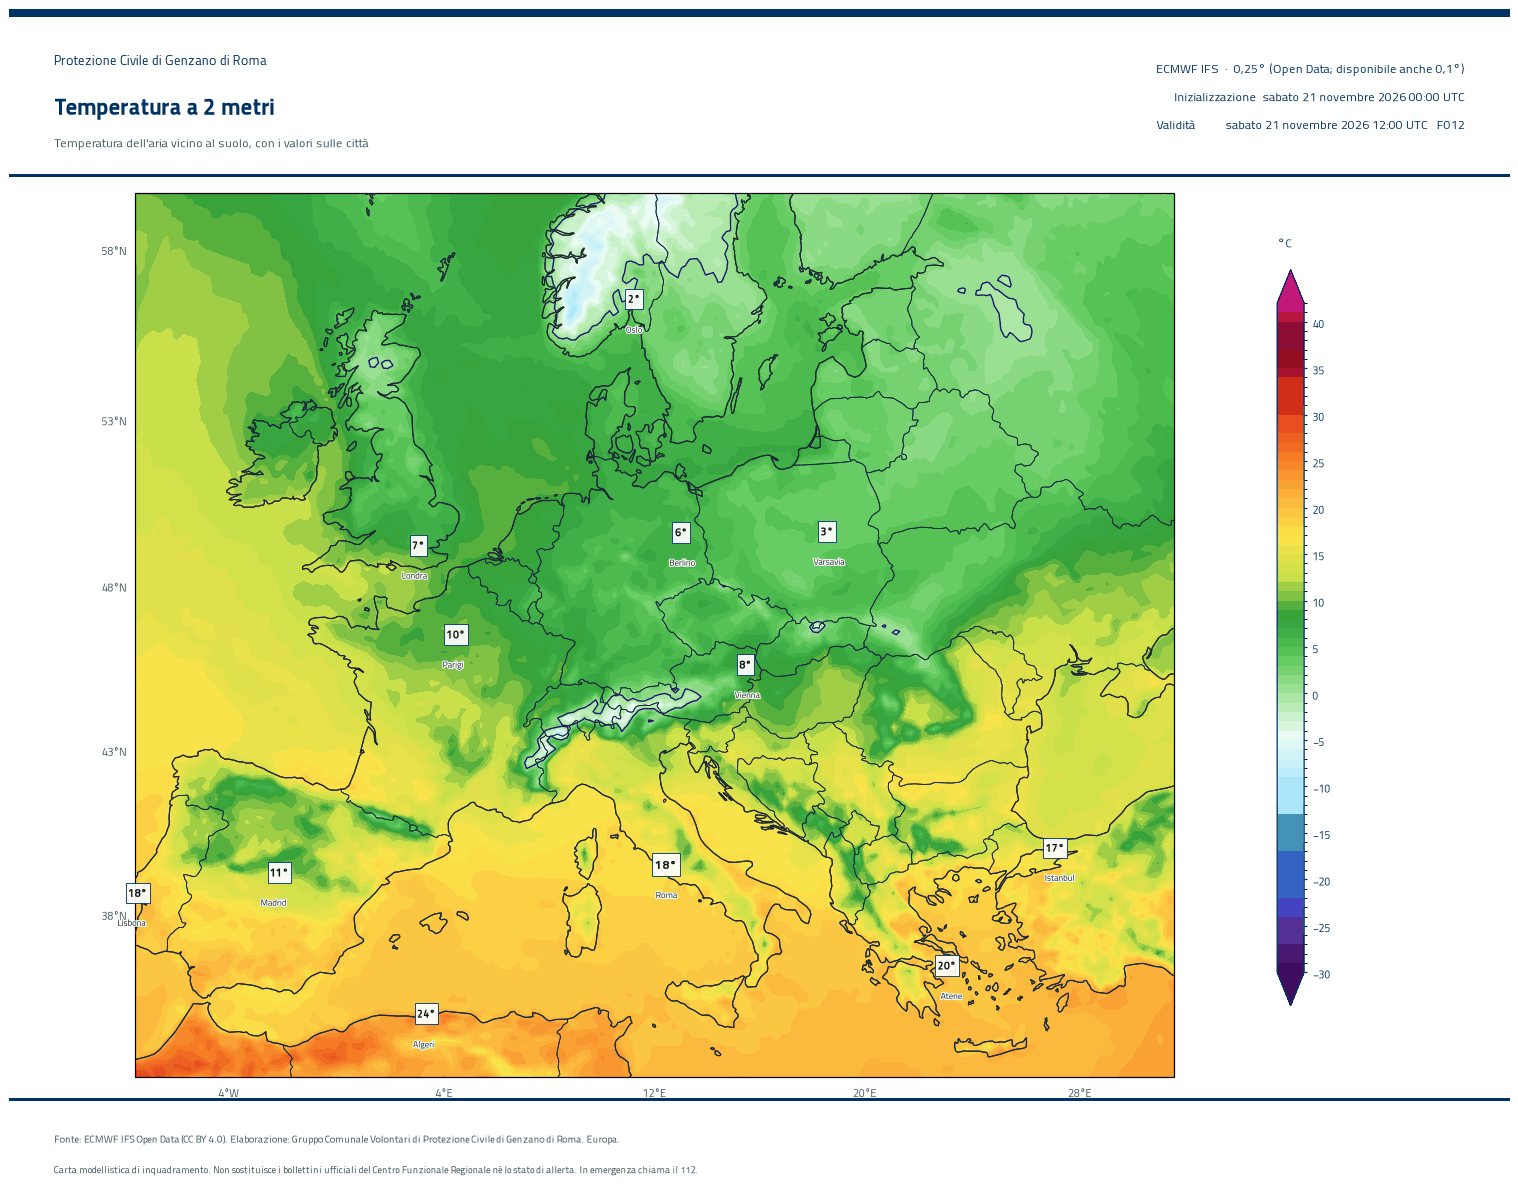 Protezione Civile di Genzano di Roma
Temperatura a 2 metri
Temperatura dell'aria vicino al suolo, con i valori sulle città
ECMWF IFS · 0,25° (Open Data; disponibile anche 0,1°)
Inizializzazione sabato 21 novembre 2026 00:00 UTC
Validità sabato 21 novembre 2026 12:00 UTC F012
°C
40
35
30
25
20
15
10
5
0
−5
−10
−15
−20
−25
−30
58°N
53°N
48°N
43°N
38°N
4°W
4°E
12°E
20°E
28°E
2°
Oslo
7°
Londra
6°
Berlino
3°
Varsavia
10°
Parigi
8°
Vienna
11°
Madrid
18°
Lisbona
18°
Roma
17°
Istanbul
20°
Atene
24°
Algeri
Fonte: ECMWF IFS Open Data (CC BY 4.0). Elaborazione: Gruppo Comunale Volontari di Protezione Civile di Genzano di Roma. Europa.
Carta modellistica di inquadramento. Non sostituisce i bollettini ufficiali del Centro Funzionale Regionale né lo stato di allerta. In emergenza chiama il 112.